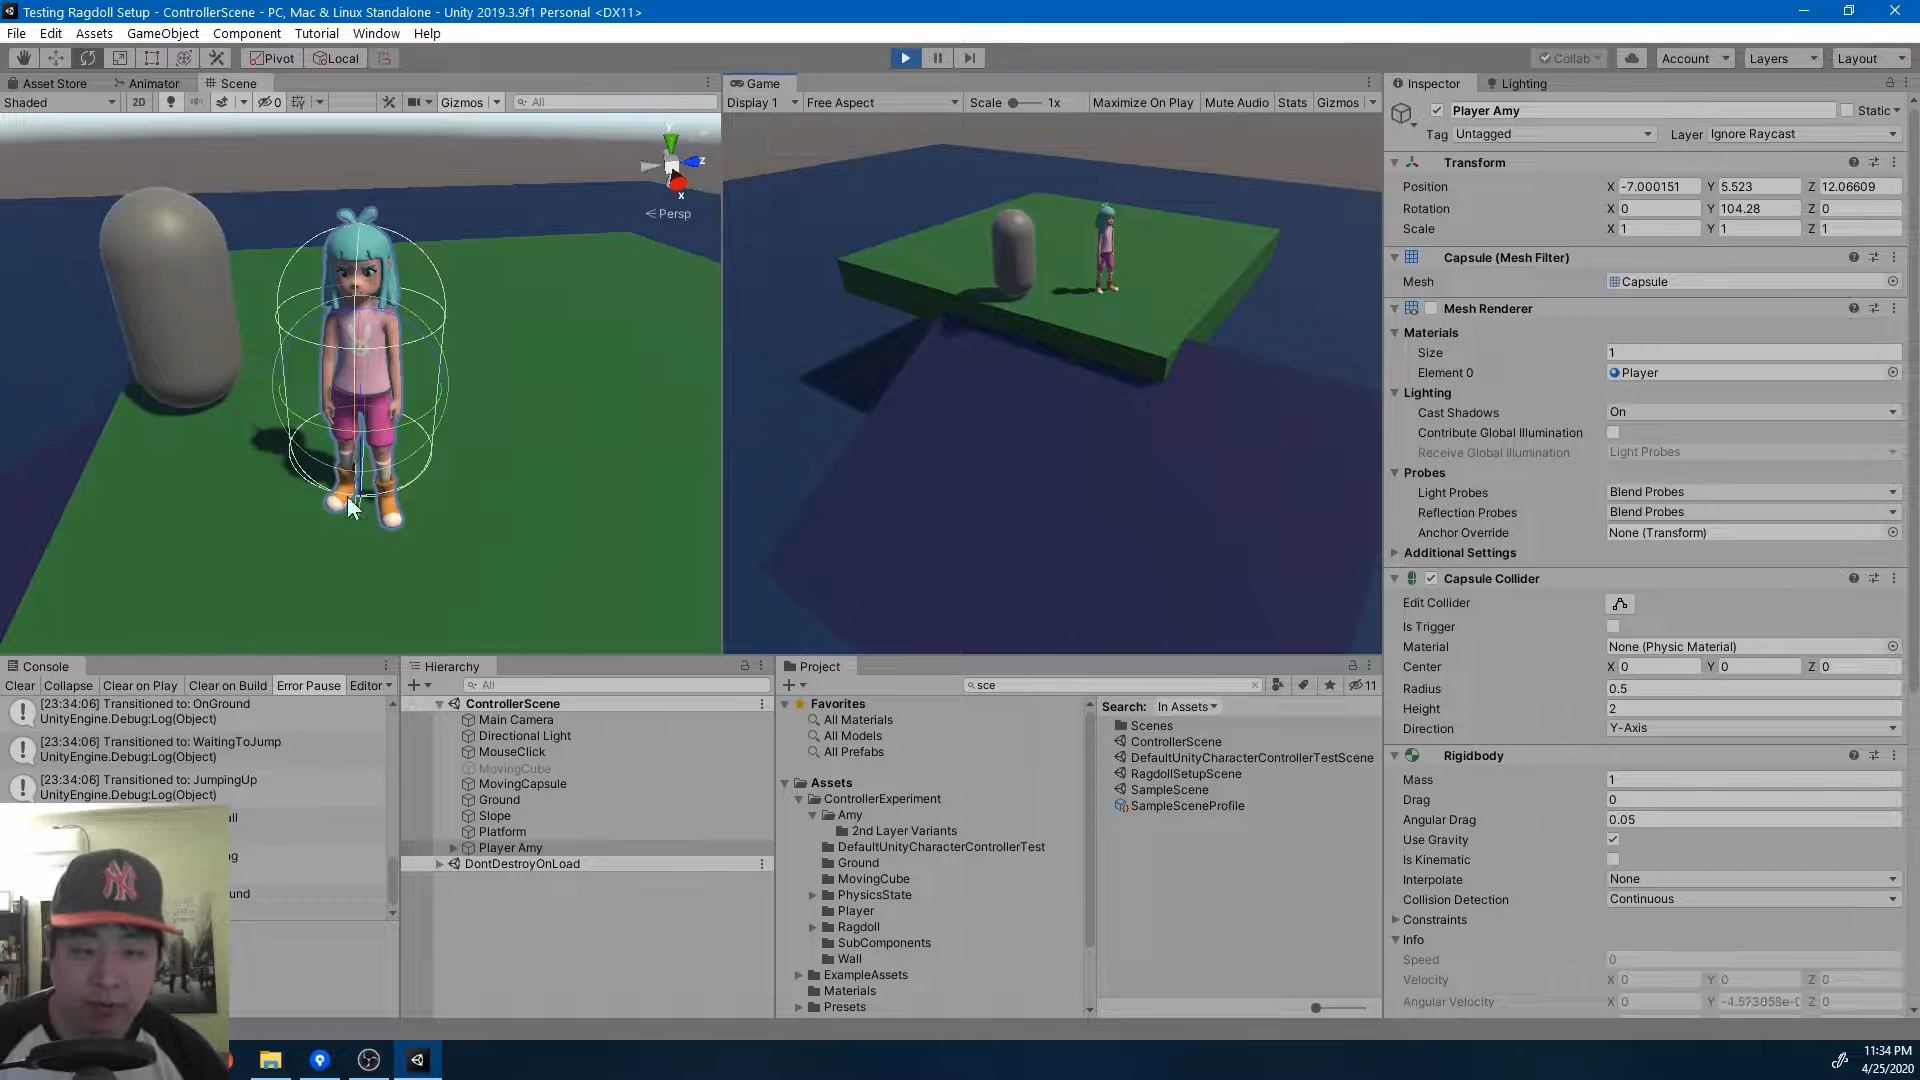 Testing Ragdoll Setup - ControllerScene - PC, Mac & Linux Standalone - Unity 2019.3.9f1 Personal <DX11>
File Edit Assets GameObject Component Tutorial Window Help
Pivot Local Collab Account Layers Layout
Asset Store Animator Scene
Shaded 2D 0 Gizmos All
y
z
x
Persp
Game
Display 1 Free Aspect Scale 1x Maximize On Play Mute Audio Stats Gizmos
Inspector Lighting
Player Amy Static
Tag Untagged Layer Ignore Raycast
Transform
Position X -7.000151 Y 5.523 Z 12.06609
Rotation X 0 Y 104.28 Z 0
Scale X 1 Y 1 Z 1
Capsule (Mesh Filter)
Mesh Capsule
Mesh Renderer
Materials
Size 1
Element 0 Player
Lighting
Cast Shadows On
Contribute Global Illumination
Receive Global Illumination Light Probes
Probes
Light Probes Blend Probes
Reflection Probes Blend Probes
Anchor Override None (Transform)
Additional Settings
Capsule Collider
Edit Collider
Is Trigger
Material None (Physic Material)
Center X 0 Y 0 Z 0
Radius 0.5
Height 2
Direction Y-Axis
Rigidbody
Mass 1
Drag 0
Angular Drag 0.05
Use Gravity
Is Kinematic
Interpolate None
Collision Detection Continuous
Constraints
Info
Speed 0
Velocity X 0 Y 0 Z 0
Angular Velocity X 0 Y Z 0
Console
Clear Collapse Clear on Play Clear on Build Error Pause Editor
[23:34:06] Transitioned to: OnGround
UnityEngine.Debug:Log(Object)
[23:34:06] Transitioned to: WaitingToJump
UnityEngine.Debug:Log(Object)
[23:34:06] Transitioned to: JumpingUp
UnityEngine.Debug:Log(Object)
all
g
und
NY
Hierarchy
All
ControllerScene
Main Camera
Directional Light
MouseClick
MovingCube
MovingCapsule
Ground
Slope
Platform
Player Amy
DontDestroyOnLoad
Project
sce 11
Favorites
All Materials
All Models
All Prefabs
Assets
ControllerExperiment
Amy
2nd Layer Variants
DefaultUnityCharacterControllerTest
Ground
MovingCube
PhysicsState
Player
Ragdoll
SubComponents
Wall
ExampleAssets
Materials
Presets
Search: In Assets
Scenes
ControllerScene
DefaultUnityCharacterControllerTestScene
RagdollSetupScene
SampleScene
SampleSceneProfile
11:34 PM
4/25/2020